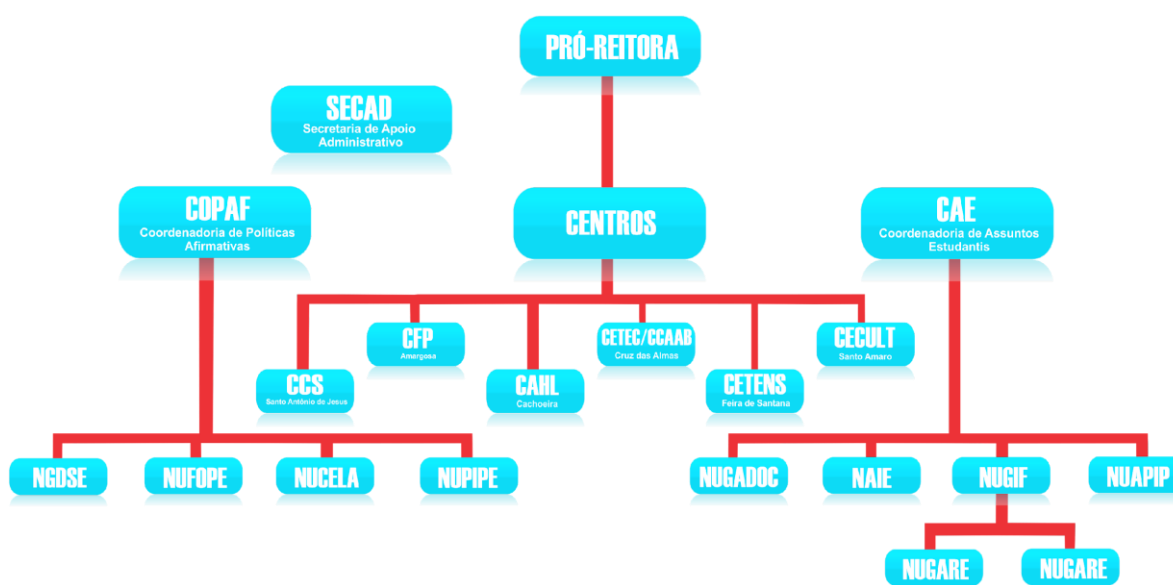 PRÓ-REITORA
SECAD
Secretaria de Apoio
Administrativo
COPAF
Coordenadoria de Políticas
Afirmativas
CENTROS
CAE
Coordenadoria de Assuntos
Estudantis
CCS
Santo Antônio de Jesus
CFP
Amargosa
CAHL
Cachoeira
CETEC/CCAAB
Cruz das Almas
CETENS
Feira de Santana
CECULT
Santo Amaro
NGDSE
NUFOPE
NUCELA
NUPIPE
NUGADOC
NAIE
NUGIF
NUAPIP
NUGARE
NUGARE